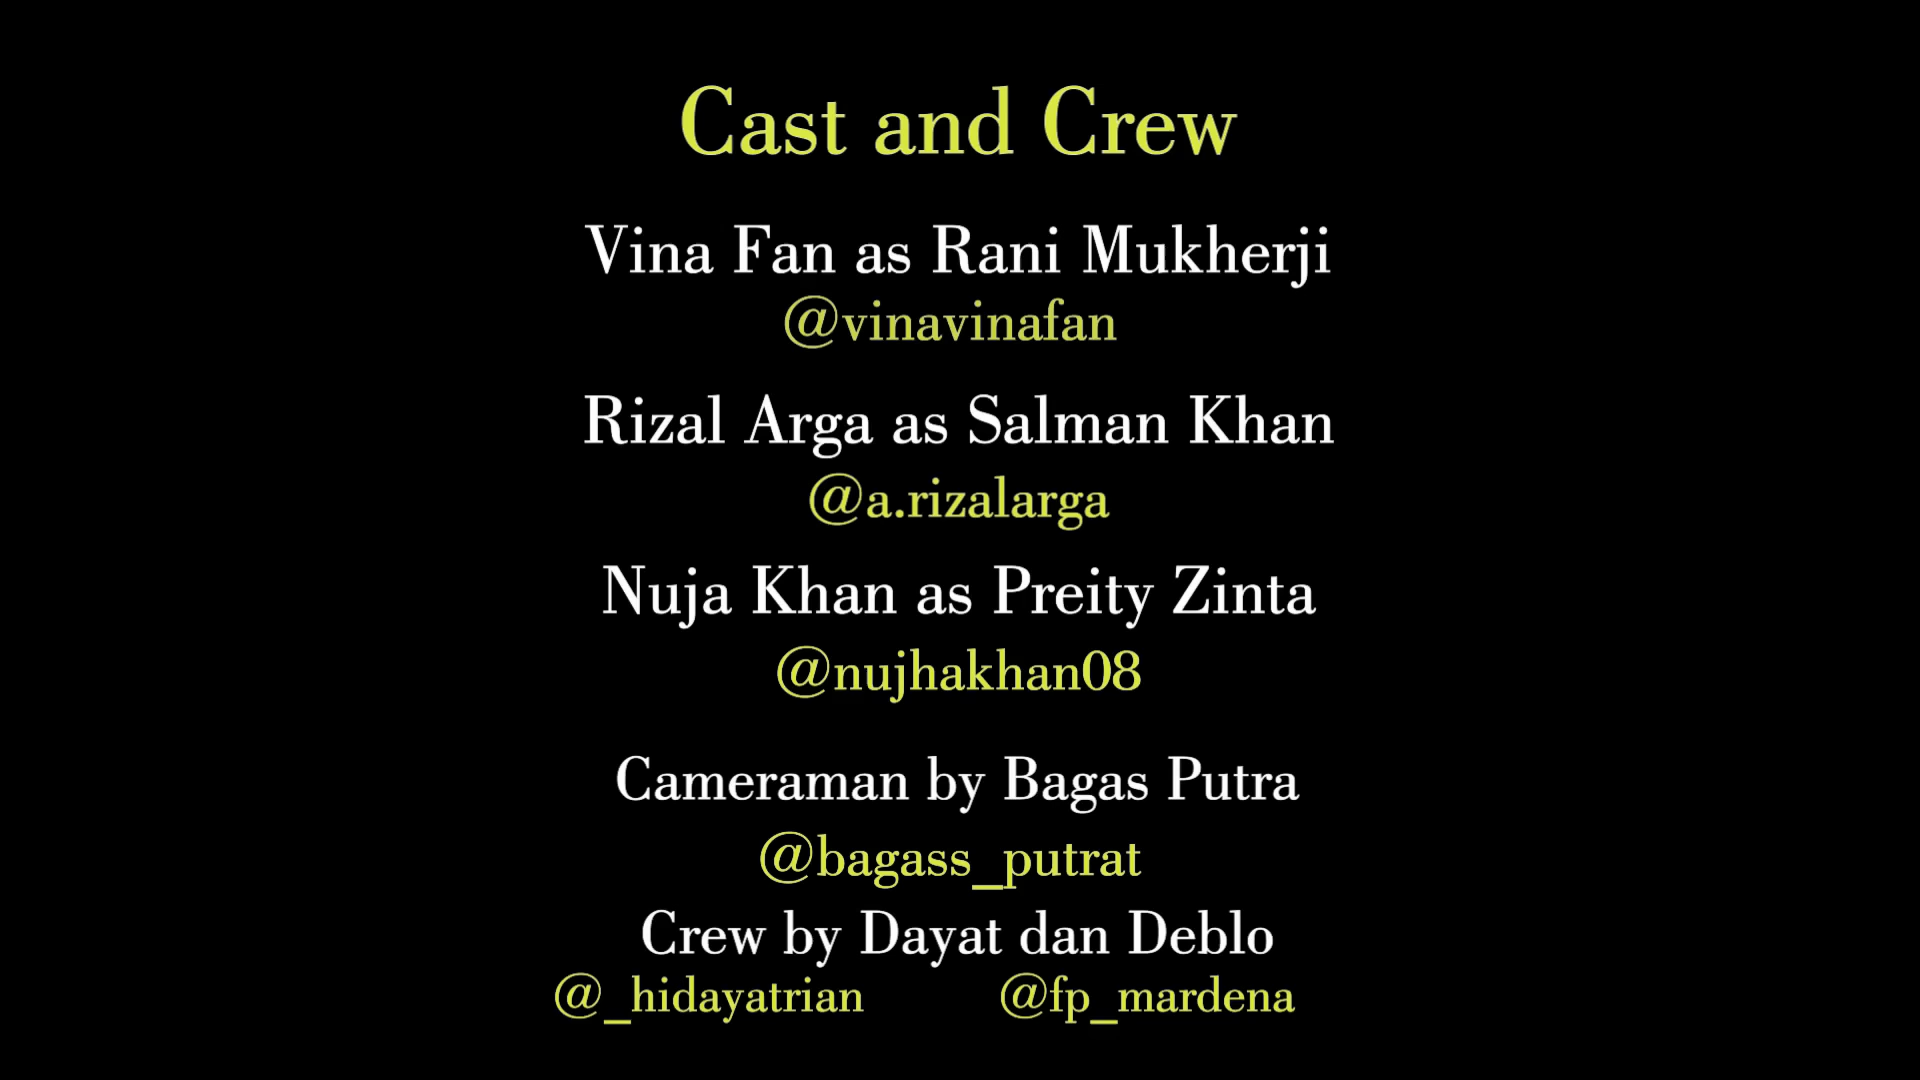 Cast and Crew
Vina Fan as Rani Mukherji
@vinavinafan
Rizal Arga as Salman Khan
@a.rizalarga
Nuja Khan as Preity Zinta
@nujhakhan08
Cameraman by Bagas Putra
@bagass_putrat
Crew by Dayat dan Deblo
@_hidayatrian @fp_mardena